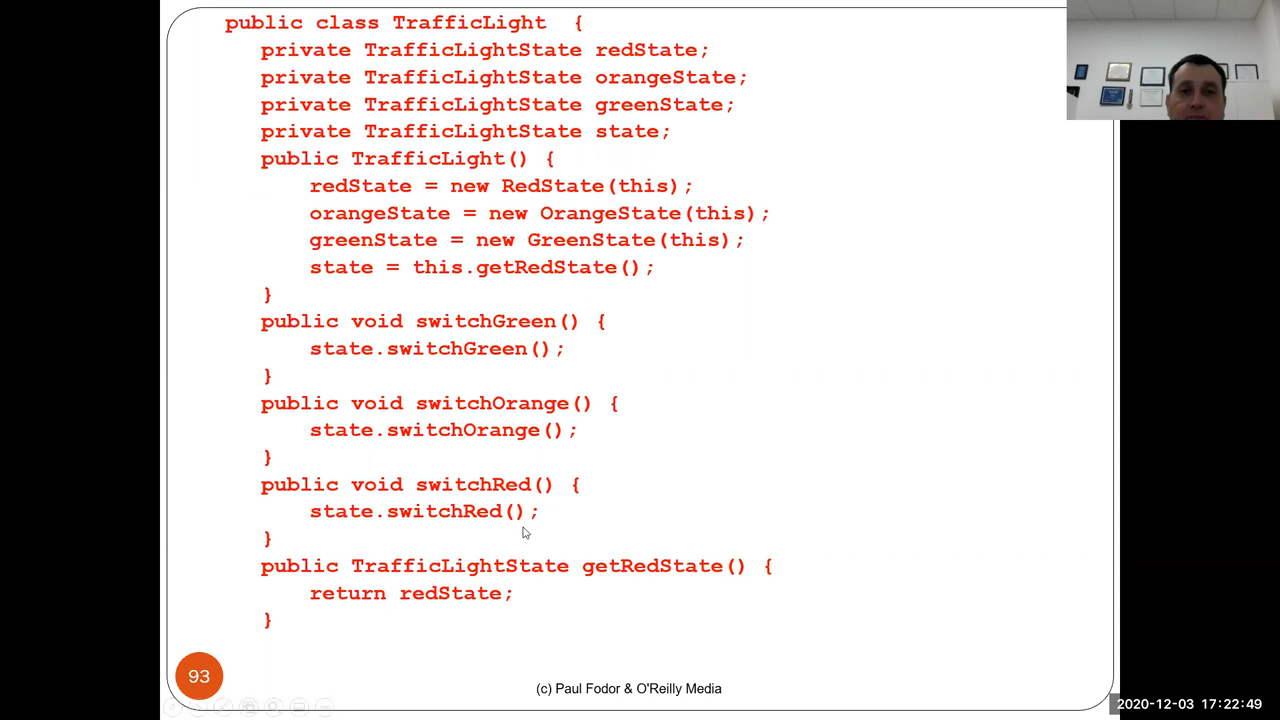 public class TrafficLight {
private TrafficLightState redState;
private TrafficLightState orangeState;
private TrafficLightState greenState;
private TrafficLightState state;
public TrafficLight() {
redState = new RedState(this);
orangeState = new OrangeState(this);
greenState = new GreenState(this);
state = this.getRedState();
}
public void switchGreen() {
state.switchGreen();
}
public void switchOrange() {
state.switchOrange();
}
public void switchRed() {
state.switchRed();
}
public TrafficLightState getRedState() {
return redState;
}
93
(c) Paul Fodor & O'Reilly Media
2020-12-03 17:22:49